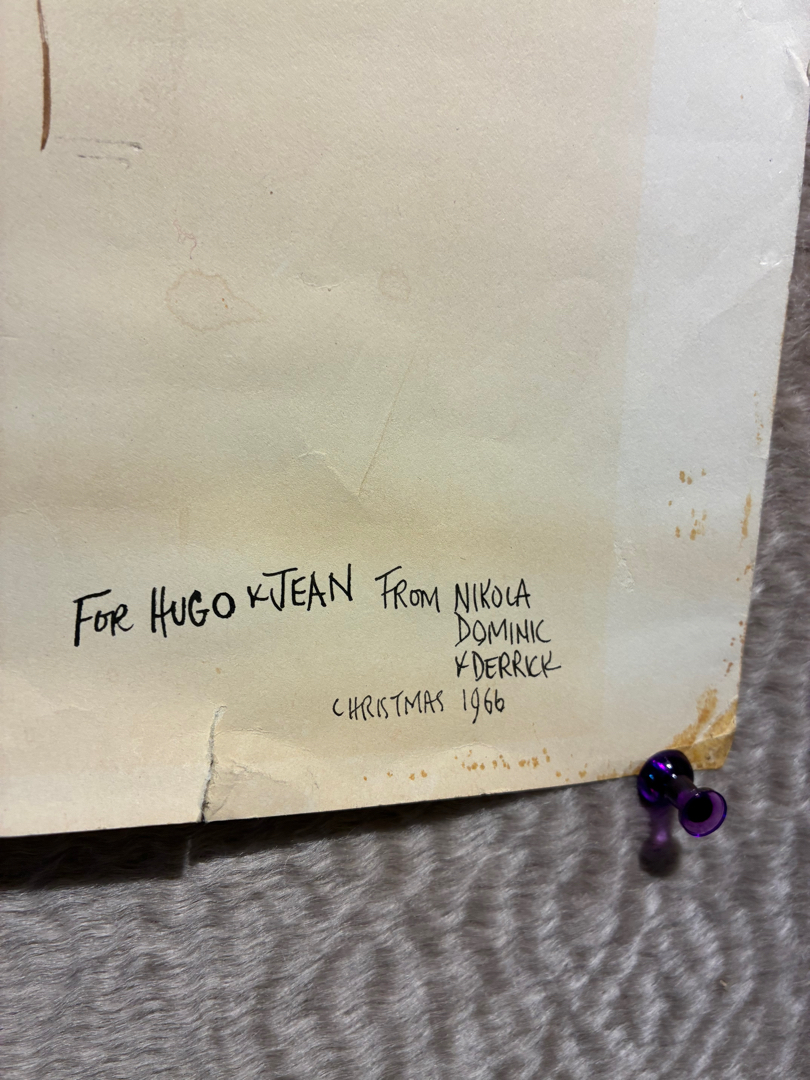 FOR HUGO & JEAN FROM NIKOLA
DOMINIC
& DERRICK
CHRISTMAS 1966